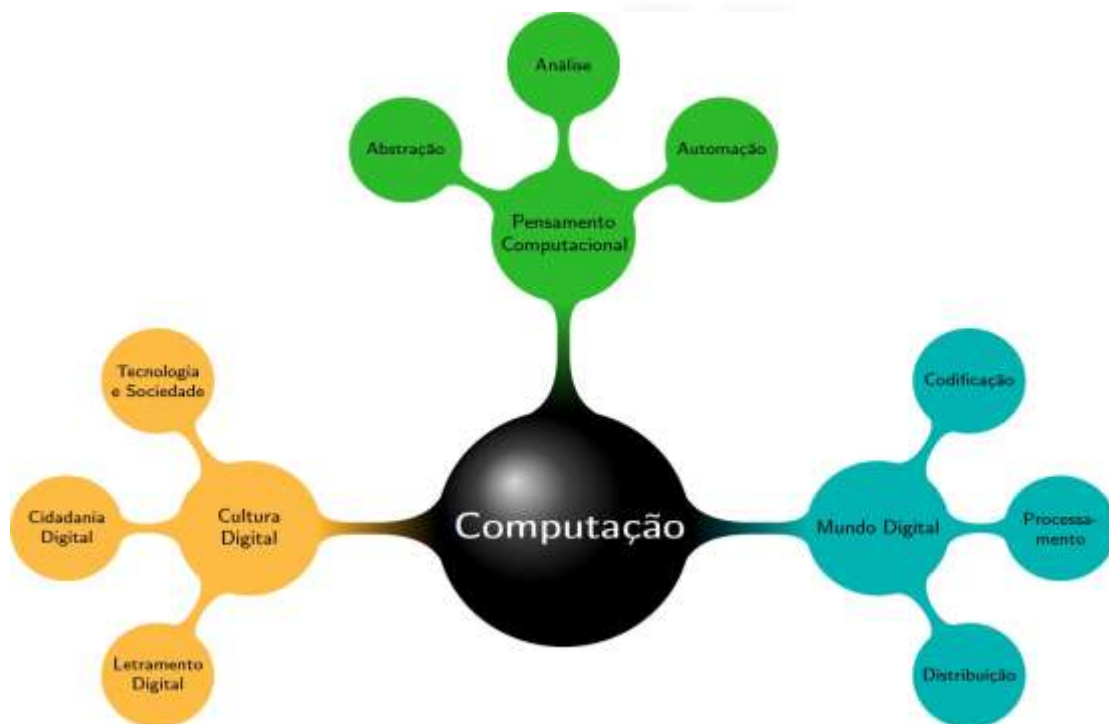 Análise
Abstração
Automação
Pensamento
Computacional
Tecnologia
e Sociedade
Cidadania
Digital
Letramento
Digital
Cultura
Digital
Computação
Mundo Digital
Codificação
Processa-
mento
Distribuição